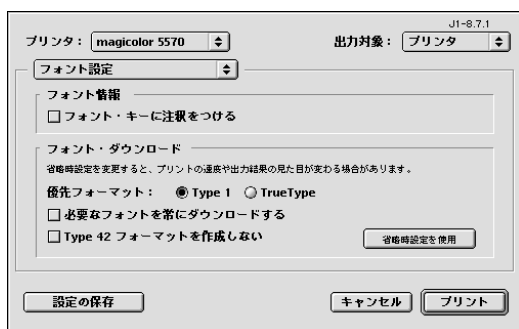 J1-8.7.1
プリンタ： magicolor 5570 出力対象： プリンタ
フォント設定
フォント情報
フォント・キーに注釈をつける
フォント・ダウンロード
省略時設定を変更すると、プリントの速度や出力結果の見た目が変わる場合があります。
優先フォーマット： Type 1 TrueType
必要なフォントを常にダウンロードする
Type 42 フォーマットを作成しない 省略時設定を使用
設定の保存 キャンセル プリント